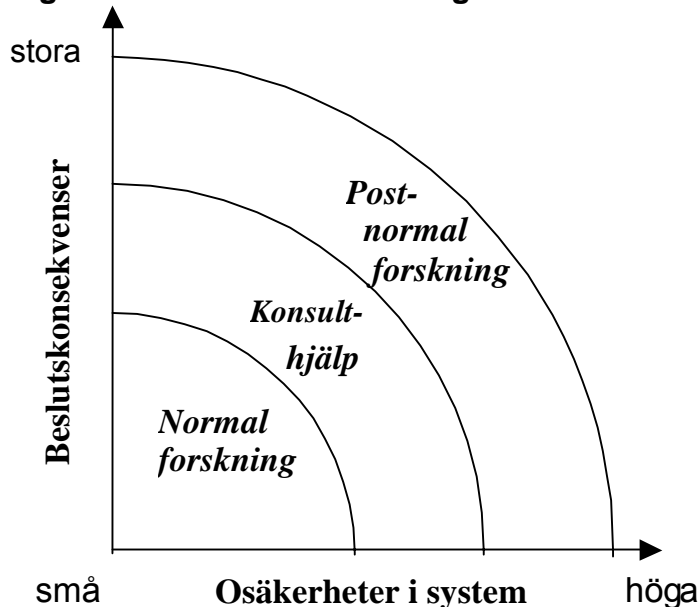 stora
Beslutskonsekvenser
Post-
normal
forskning
Konsult-
hjälp
Normal
forskning
små
Osäkerheter i system
höga